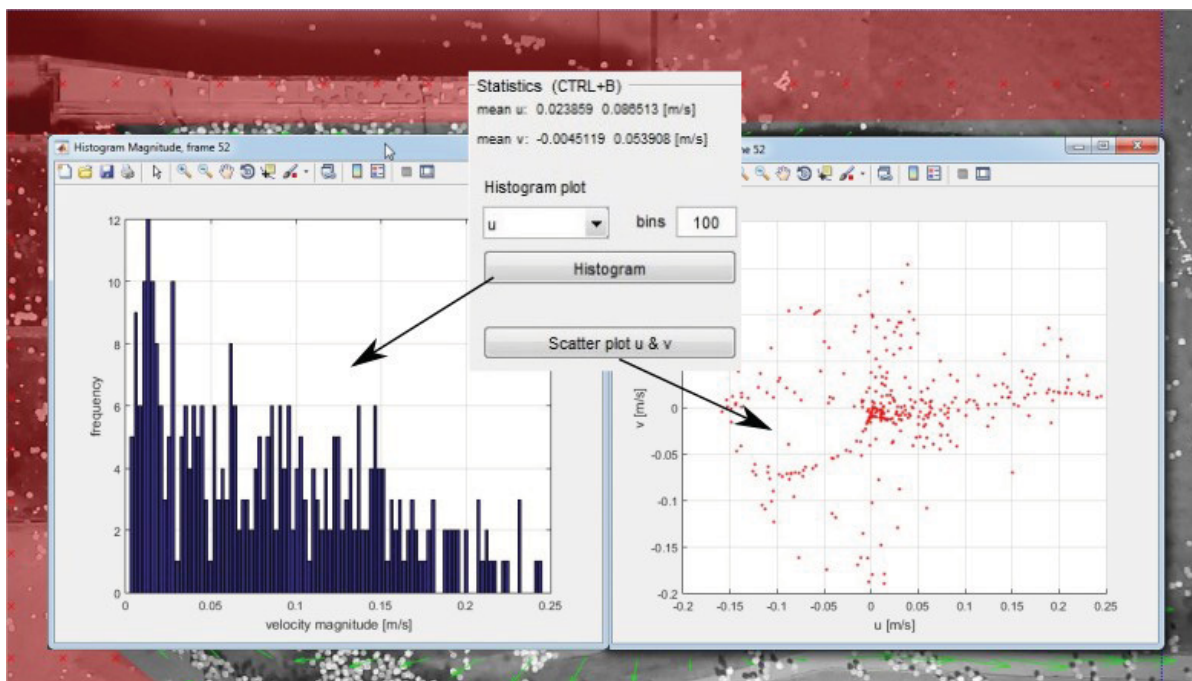 Statistics (CTRL+B)
mean u: 0.023859 0.086513 [m/s]
mean v: -0.0045119 0.053908 [m/s]
Histogram plot
u
bins
100
Histogram
Scatter plot u & v
Histogram Magnitude, frame 52
12
10
8
6
4
2
0
frequency
0 0.05 0.1 0.15 0.2 0.25
velocity magnitude [m/s]
52
0
-0.05
-0.1
-0.15
-0.2
v [m/s]
-0.2 -0.15 -0.1 -0.05 0 0.05 0.1 0.15 0.2 0.25
u [m/s]